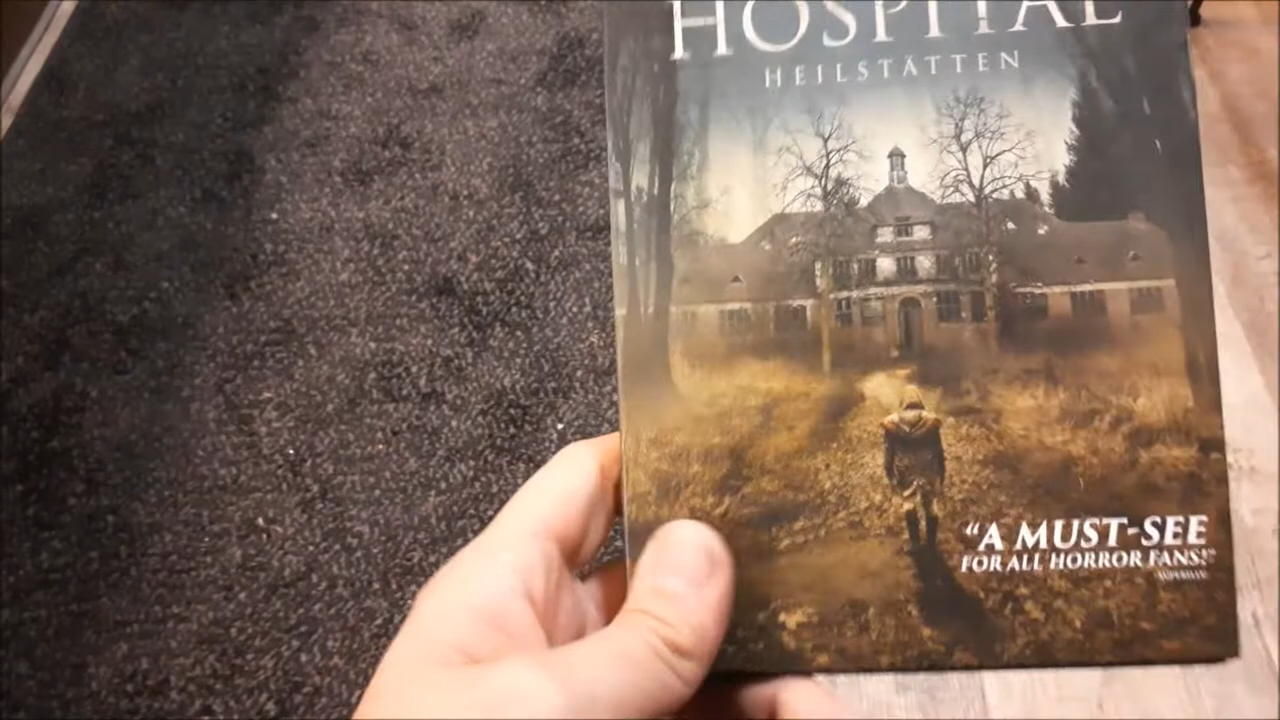 HOSPITAL
HEILSTÄTTEN
“A MUST-SEE
FOR ALL HORROR FANS!”